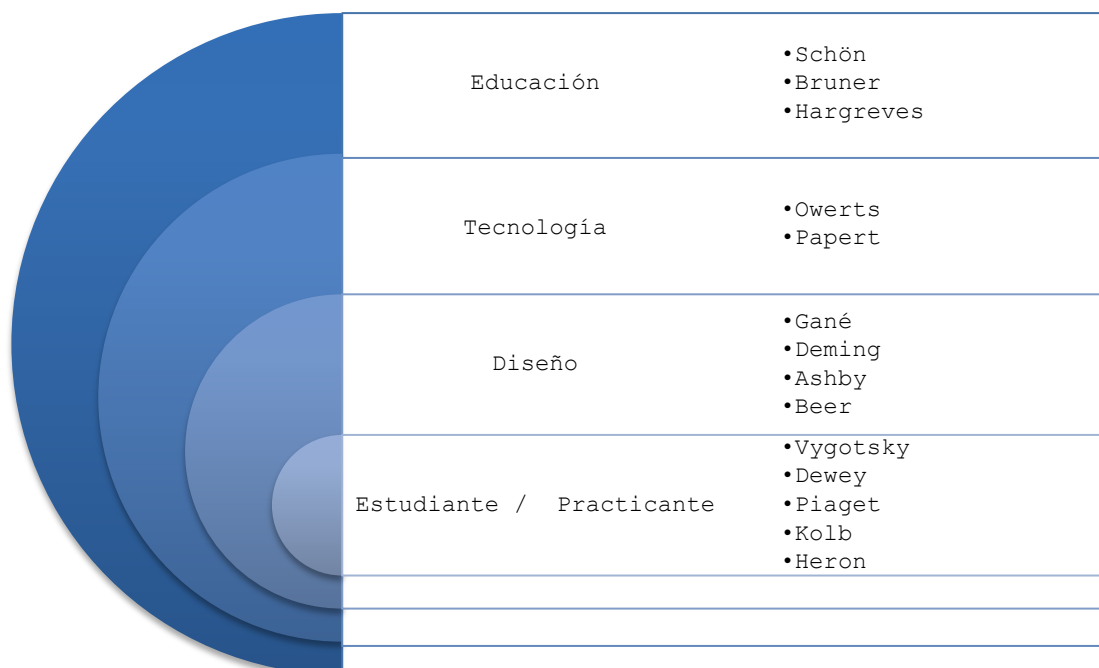 Educación
•Schön
•Bruner
•Hargreves
Tecnología
•Owerts
•Papert
Diseño
•Gané
•Deming
•Ashby
•Beer
Estudiante /  Practicante
•Vygotsky
•Dewey
•Piaget
•Kolb
•Heron